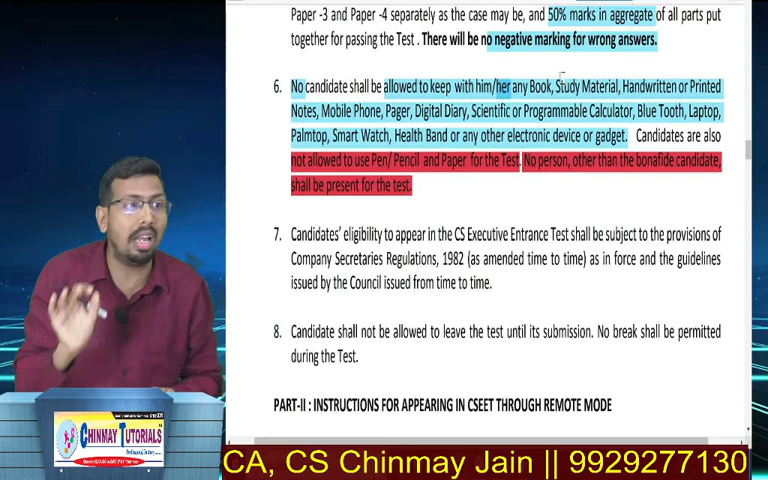 Paper -3 and Paper -4 separately as the case may be, and 50% marks in aggregate of all parts put
together for passing the Test . There will be no negative marking for wrong answers.
6. No candidate shall be allowed to keep with him/her any Book, Study Material, Handwritten or Printed
Notes, Mobile Phone, Pager, Digital Diary, Scientific or Programmable Calculator, Blue Tooth, Laptop,
Palmtop, Smart Watch, Health Band or any other electronic device or gadget. Candidates are also
not allowed to use Pen/ Pencil and Paper for the Test. No person, other than the bonafide candidate,
shall be present for the test.
7. Candidates' eligibility to appear in the CS Executive Entrance Test shall be subject to the provisions of
Company Secretaries Regulations, 1982 (as amended time to time) as in force and the guidelines
issued by the Council issued from time to time.
8. Candidate shall not be allowed to leave the test until its submission. No break shall be permitted
during the Test.
PART-II : INSTRUCTIONS FOR APPEARING IN CSEET THROUGH REMOTE MODE
CHINMAY TUTORIALS
CA, CS Chinmay Jain || 9929277130